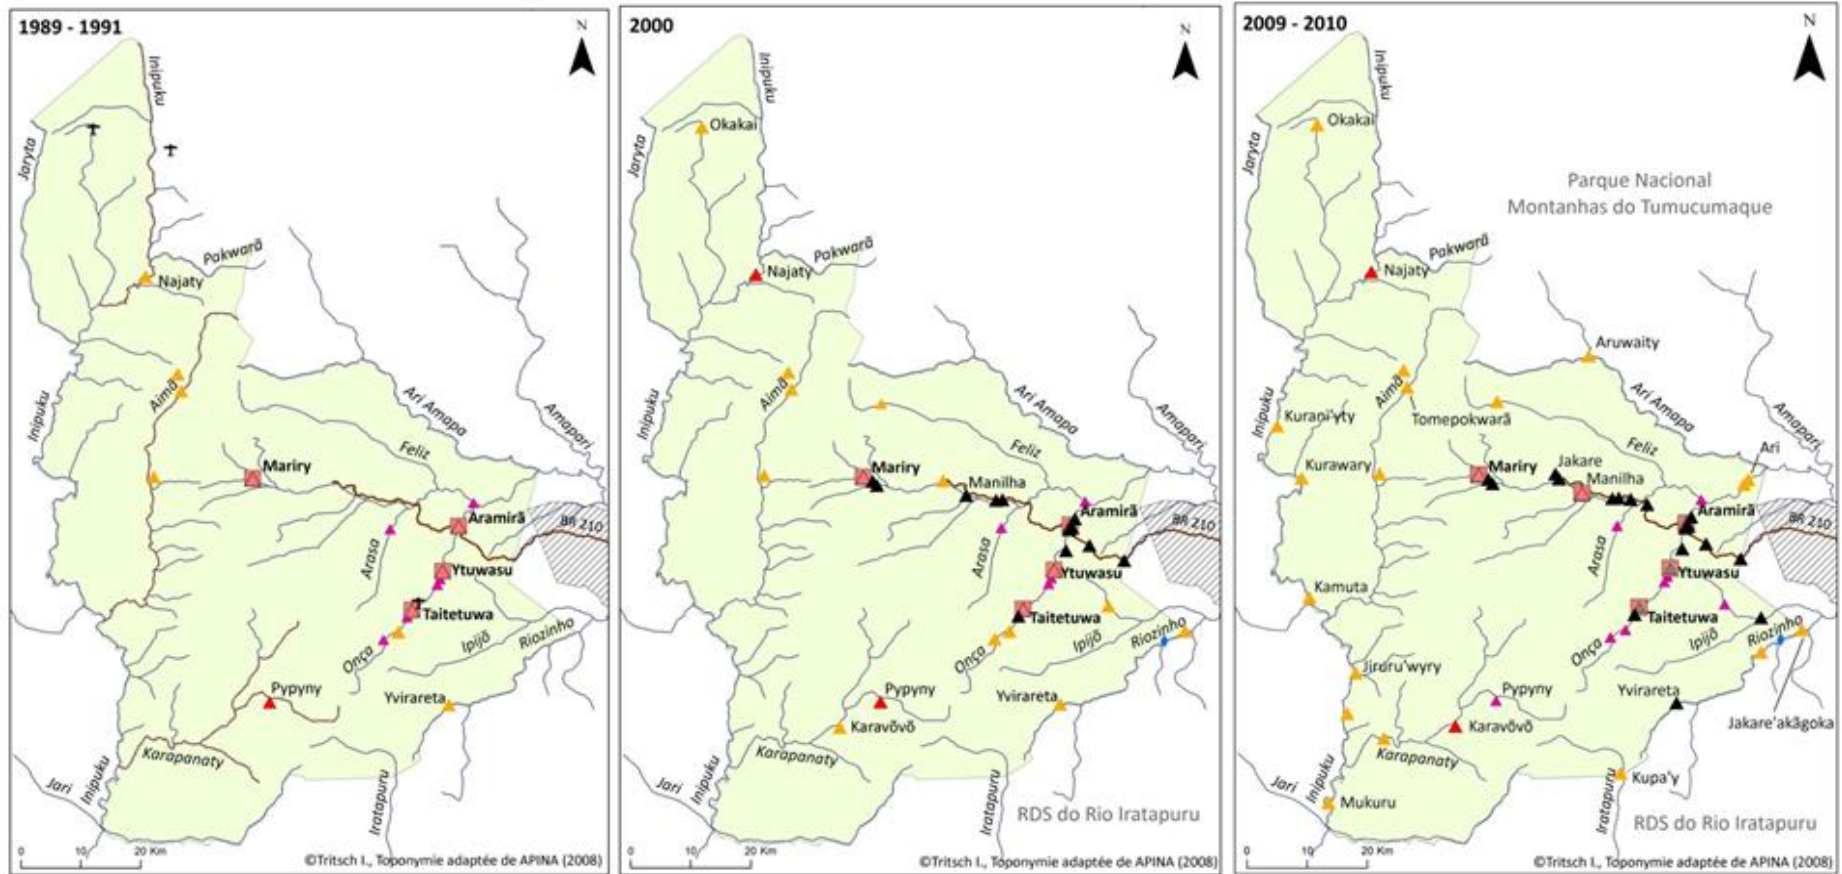 1989 - 1991
N
Inipuku
Jaryta
Pakwarã
Najaty
Aimã
Inipuku
Ari Amapa
Amapari
Feliz
Mariry
Aramirã
BR 210
Arasa
Ytuwasu
Taitetuwa
Onça
Ipijõ
Riozinho
Pypyny
Yvirareta
Karapanaty
Jari
Inipuku
Iratapuru
0 10 20 Km
©Tritsch I., Toponymie adaptée de APINA (2008)
2000
N
Inipuku
Okakai
Jaryta
Pakwarã
Najaty
Aimã
Inipuku
Ari Amapa
Amapari
Feliz
Mariry
Manilha
Aramirã
BR 210
Arasa
Ytuwasu
Taitetuwa
Onça
Ipijõ
Riozinho
Pypyny
Yvirareta
Karavõvõ
Karapanaty
Jari
Inipuku
Iratapuru
RDS do Rio Iratapuru
0 10 20 Km
©Tritsch I., Toponymie adaptée de APINA (2008)
2009 - 2010
N
Inipuku
Okakai
Jaryta
Parque Nacional
Montanhas do Tumucumaque
Pakwarã
Najaty
Aruwaity
Aimã
Inipuku
Kurani'yty
Tomepokwarã
Ari Amapa
Amapari
Feliz
Ari
Kurawary
Mariry
Jakare
Manilha
Aramirã
BR 210
Arasa
Ytuwasu
Kamuta
Taitetuwa
Onça
Ipijõ
Riozinho
Jiruru'wyry
Pypyny
Yvirareta
Karavõvõ
Jakare'akãgoka
Karapanaty
Kupa'y
Jari
Inipuku
Mukuru
Iratapuru
RDS do Rio Iratapuru
0 10 20 Km
©Tritsch I., Toponymie adaptée de APINA (2008)